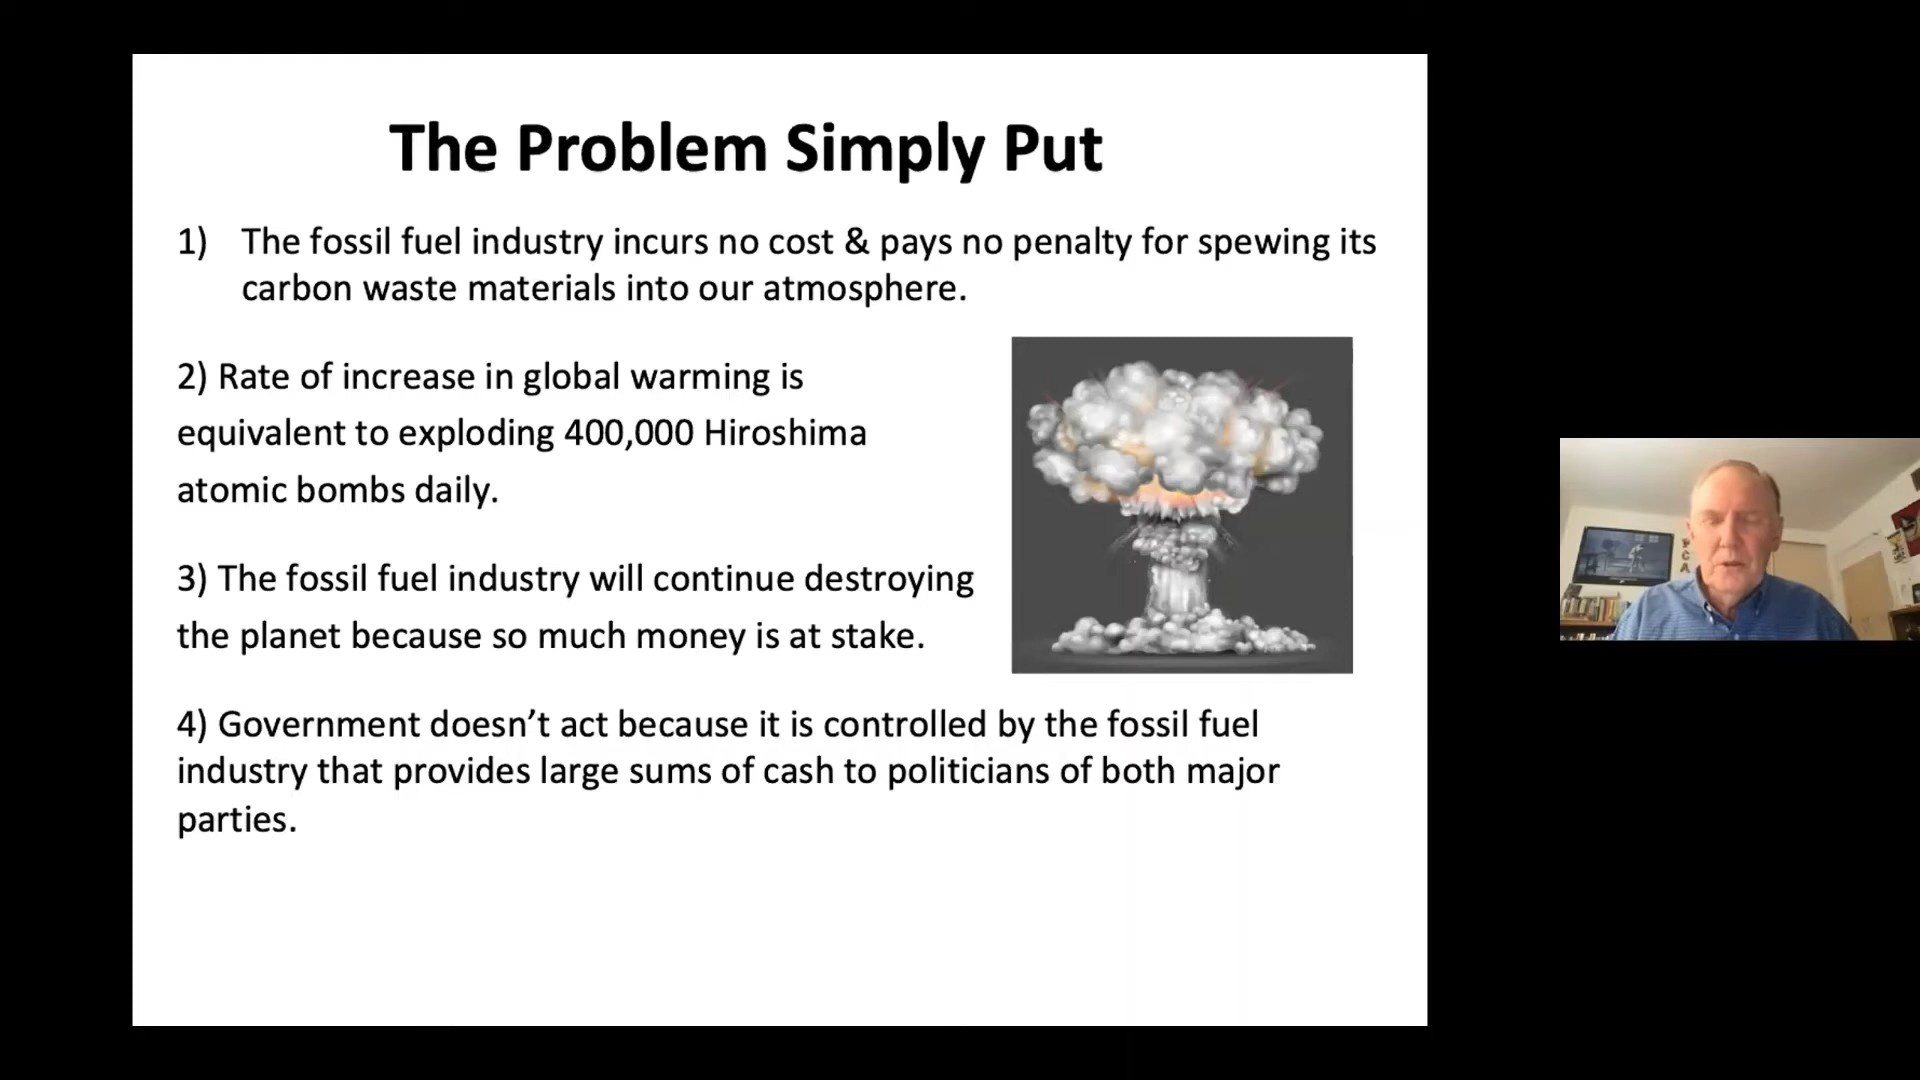 The Problem Simply Put
1) The fossil fuel industry incurs no cost & pays no penalty for spewing its
carbon waste materials into our atmosphere.
2) Rate of increase in global warming is
equivalent to exploding 400,000 Hiroshima
atomic bombs daily.
3) The fossil fuel industry will continue destroying
the planet because so much money is at stake.
4) Government doesn’t act because it is controlled by the fossil fuel
industry that provides large sums of cash to politicians of both major
parties.